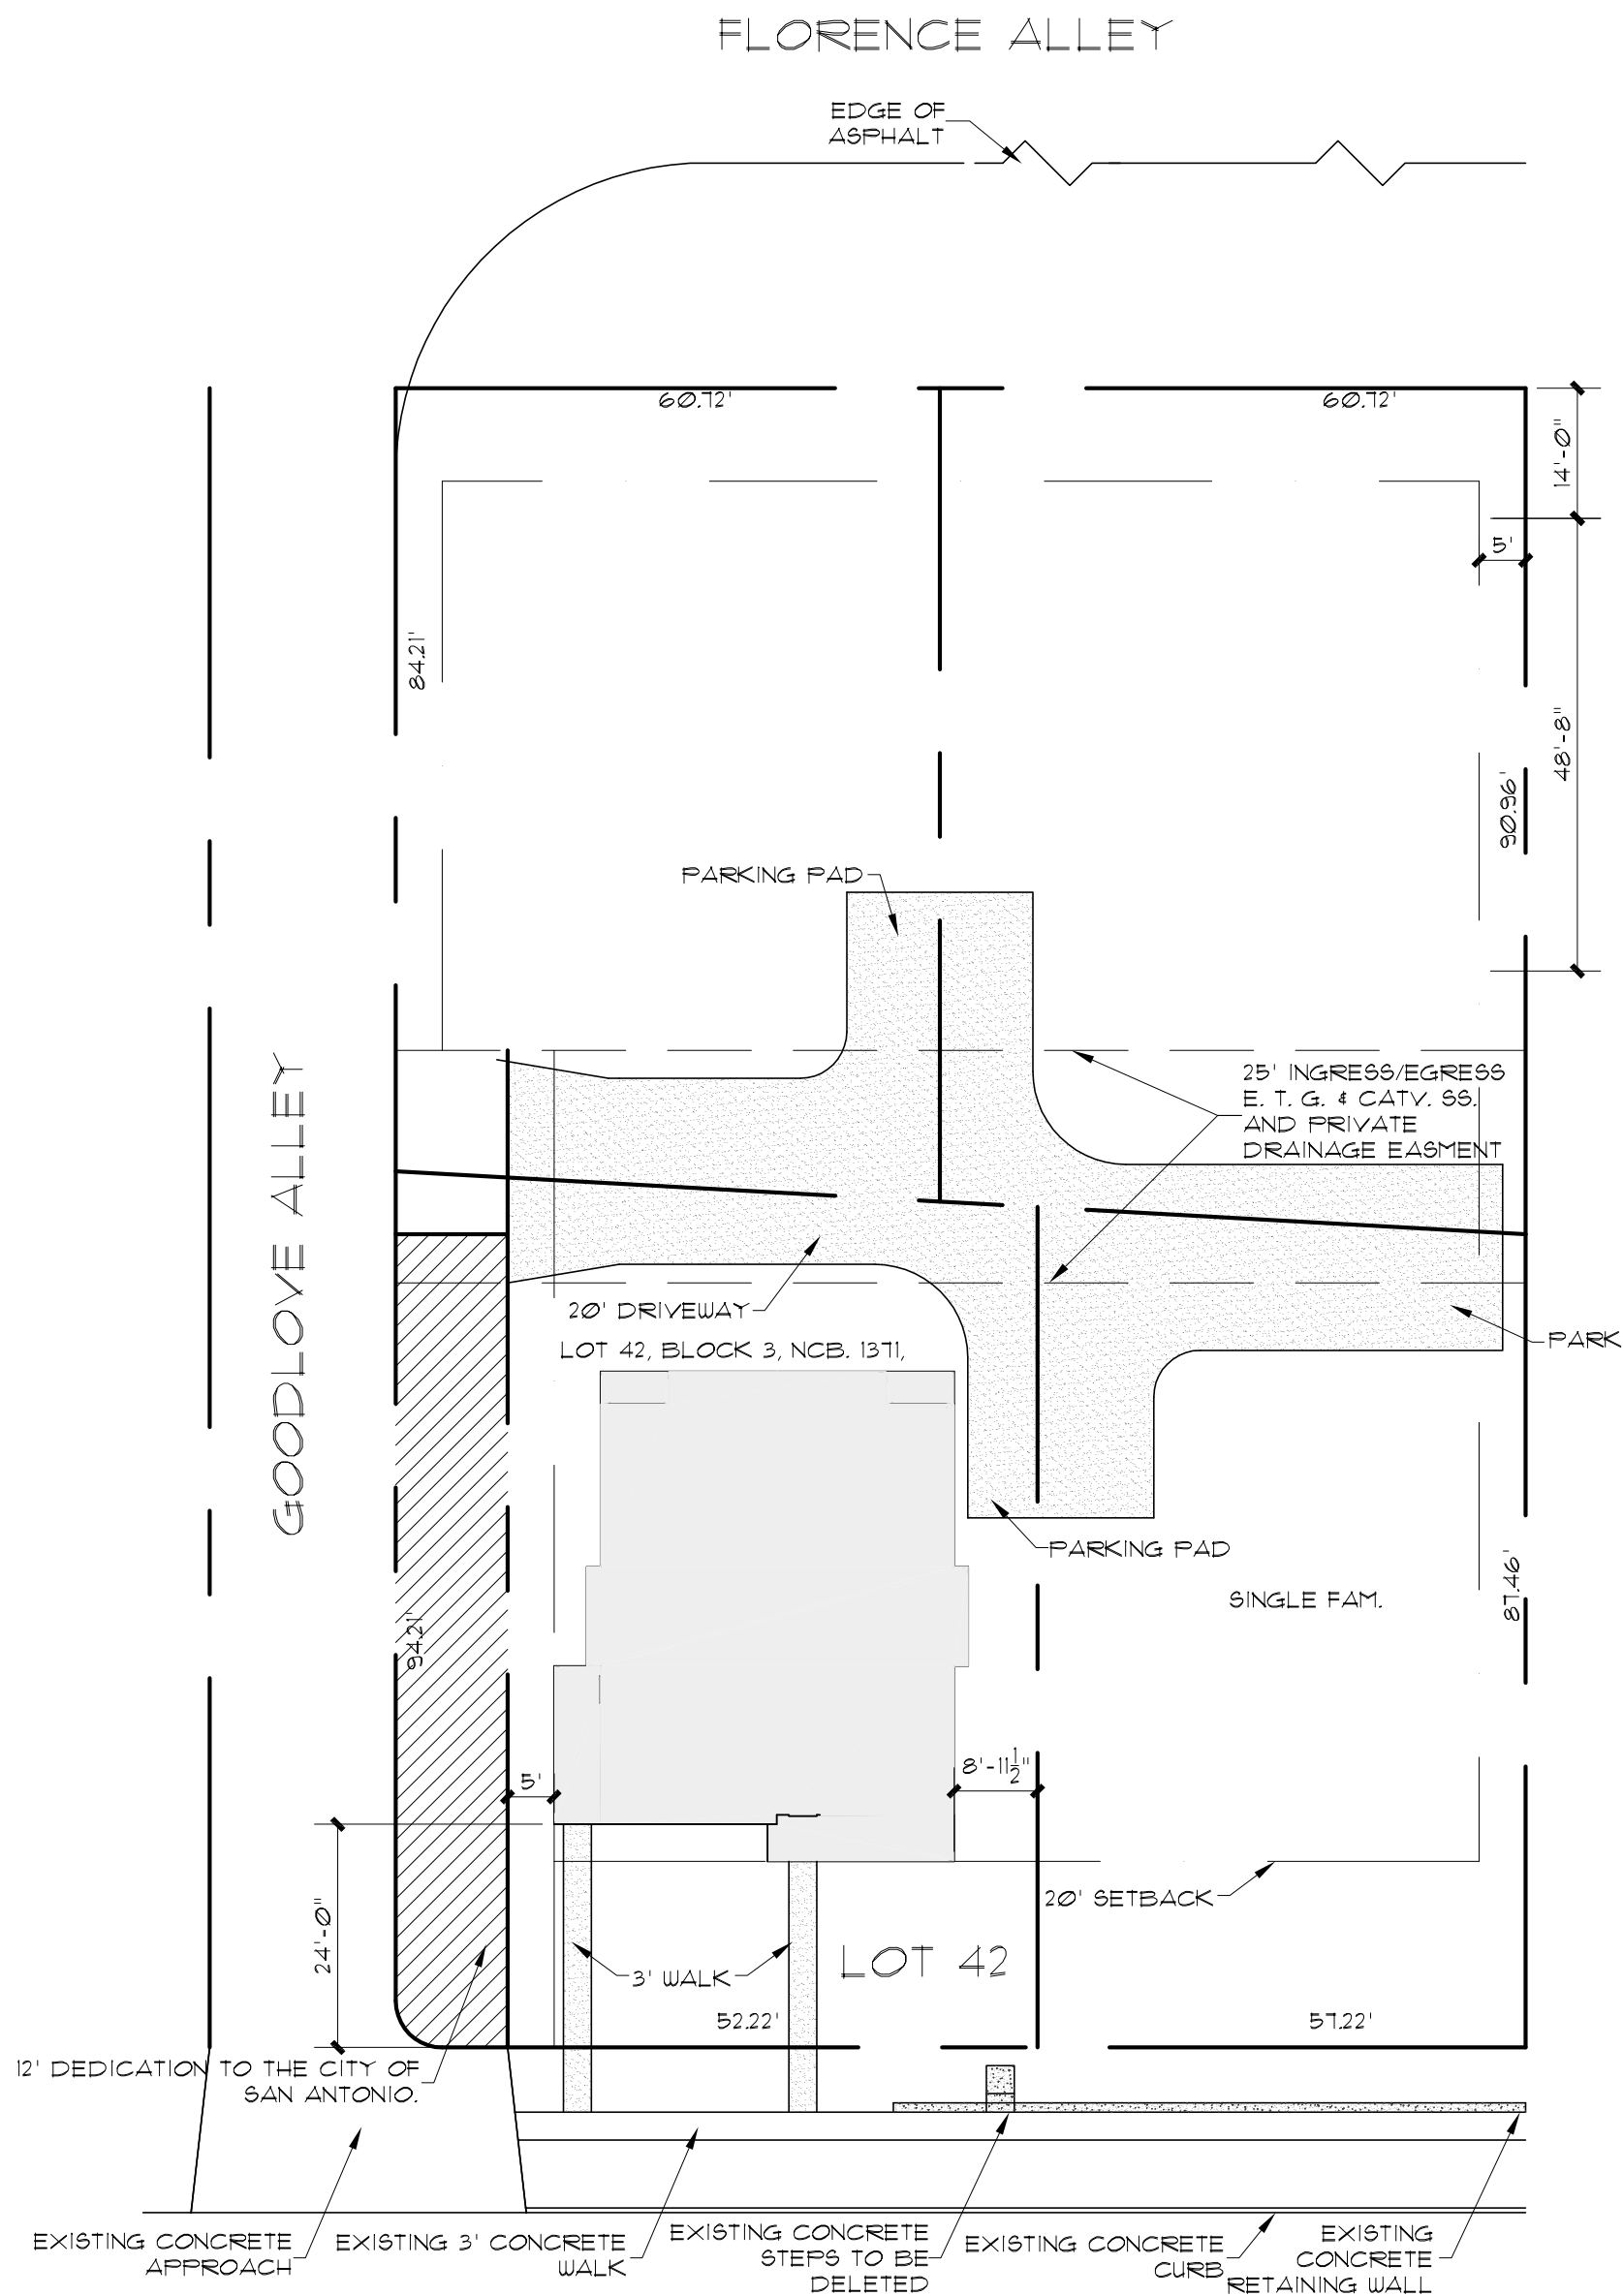 FLORENCE ALLEY
EDGE OF
ASPHALT
60.72'
60.72'
14'-0"
5'
84.21'
48'-8"
90.96'
PARKING PAD
25' INGRESS/EGRESS
E. T. G. & CATV. SS.
AND PRIVATE
DRAINAGE EASMENT
GOODLOVE ALLEY
20' DRIVEWAY
PARK
LOT 42, BLOCK 3, NCB. 1371,
PARKING PAD
SINGLE FAM.
87.46'
94.21'
8'-11 1/2"
5'
20' SETBACK
24'-0"
LOT 42
3' WALK
52.22'
57.22'
12' DEDICATION TO THE CITY OF
SAN ANTONIO.
EXISTING CONCRETE
APPROACH
EXISTING 3' CONCRETE
WALK
EXISTING CONCRETE
STEPS TO BE
DELETED
EXISTING CONCRETE
CURB
EXISTING
CONCRETE
RETAINING WALL